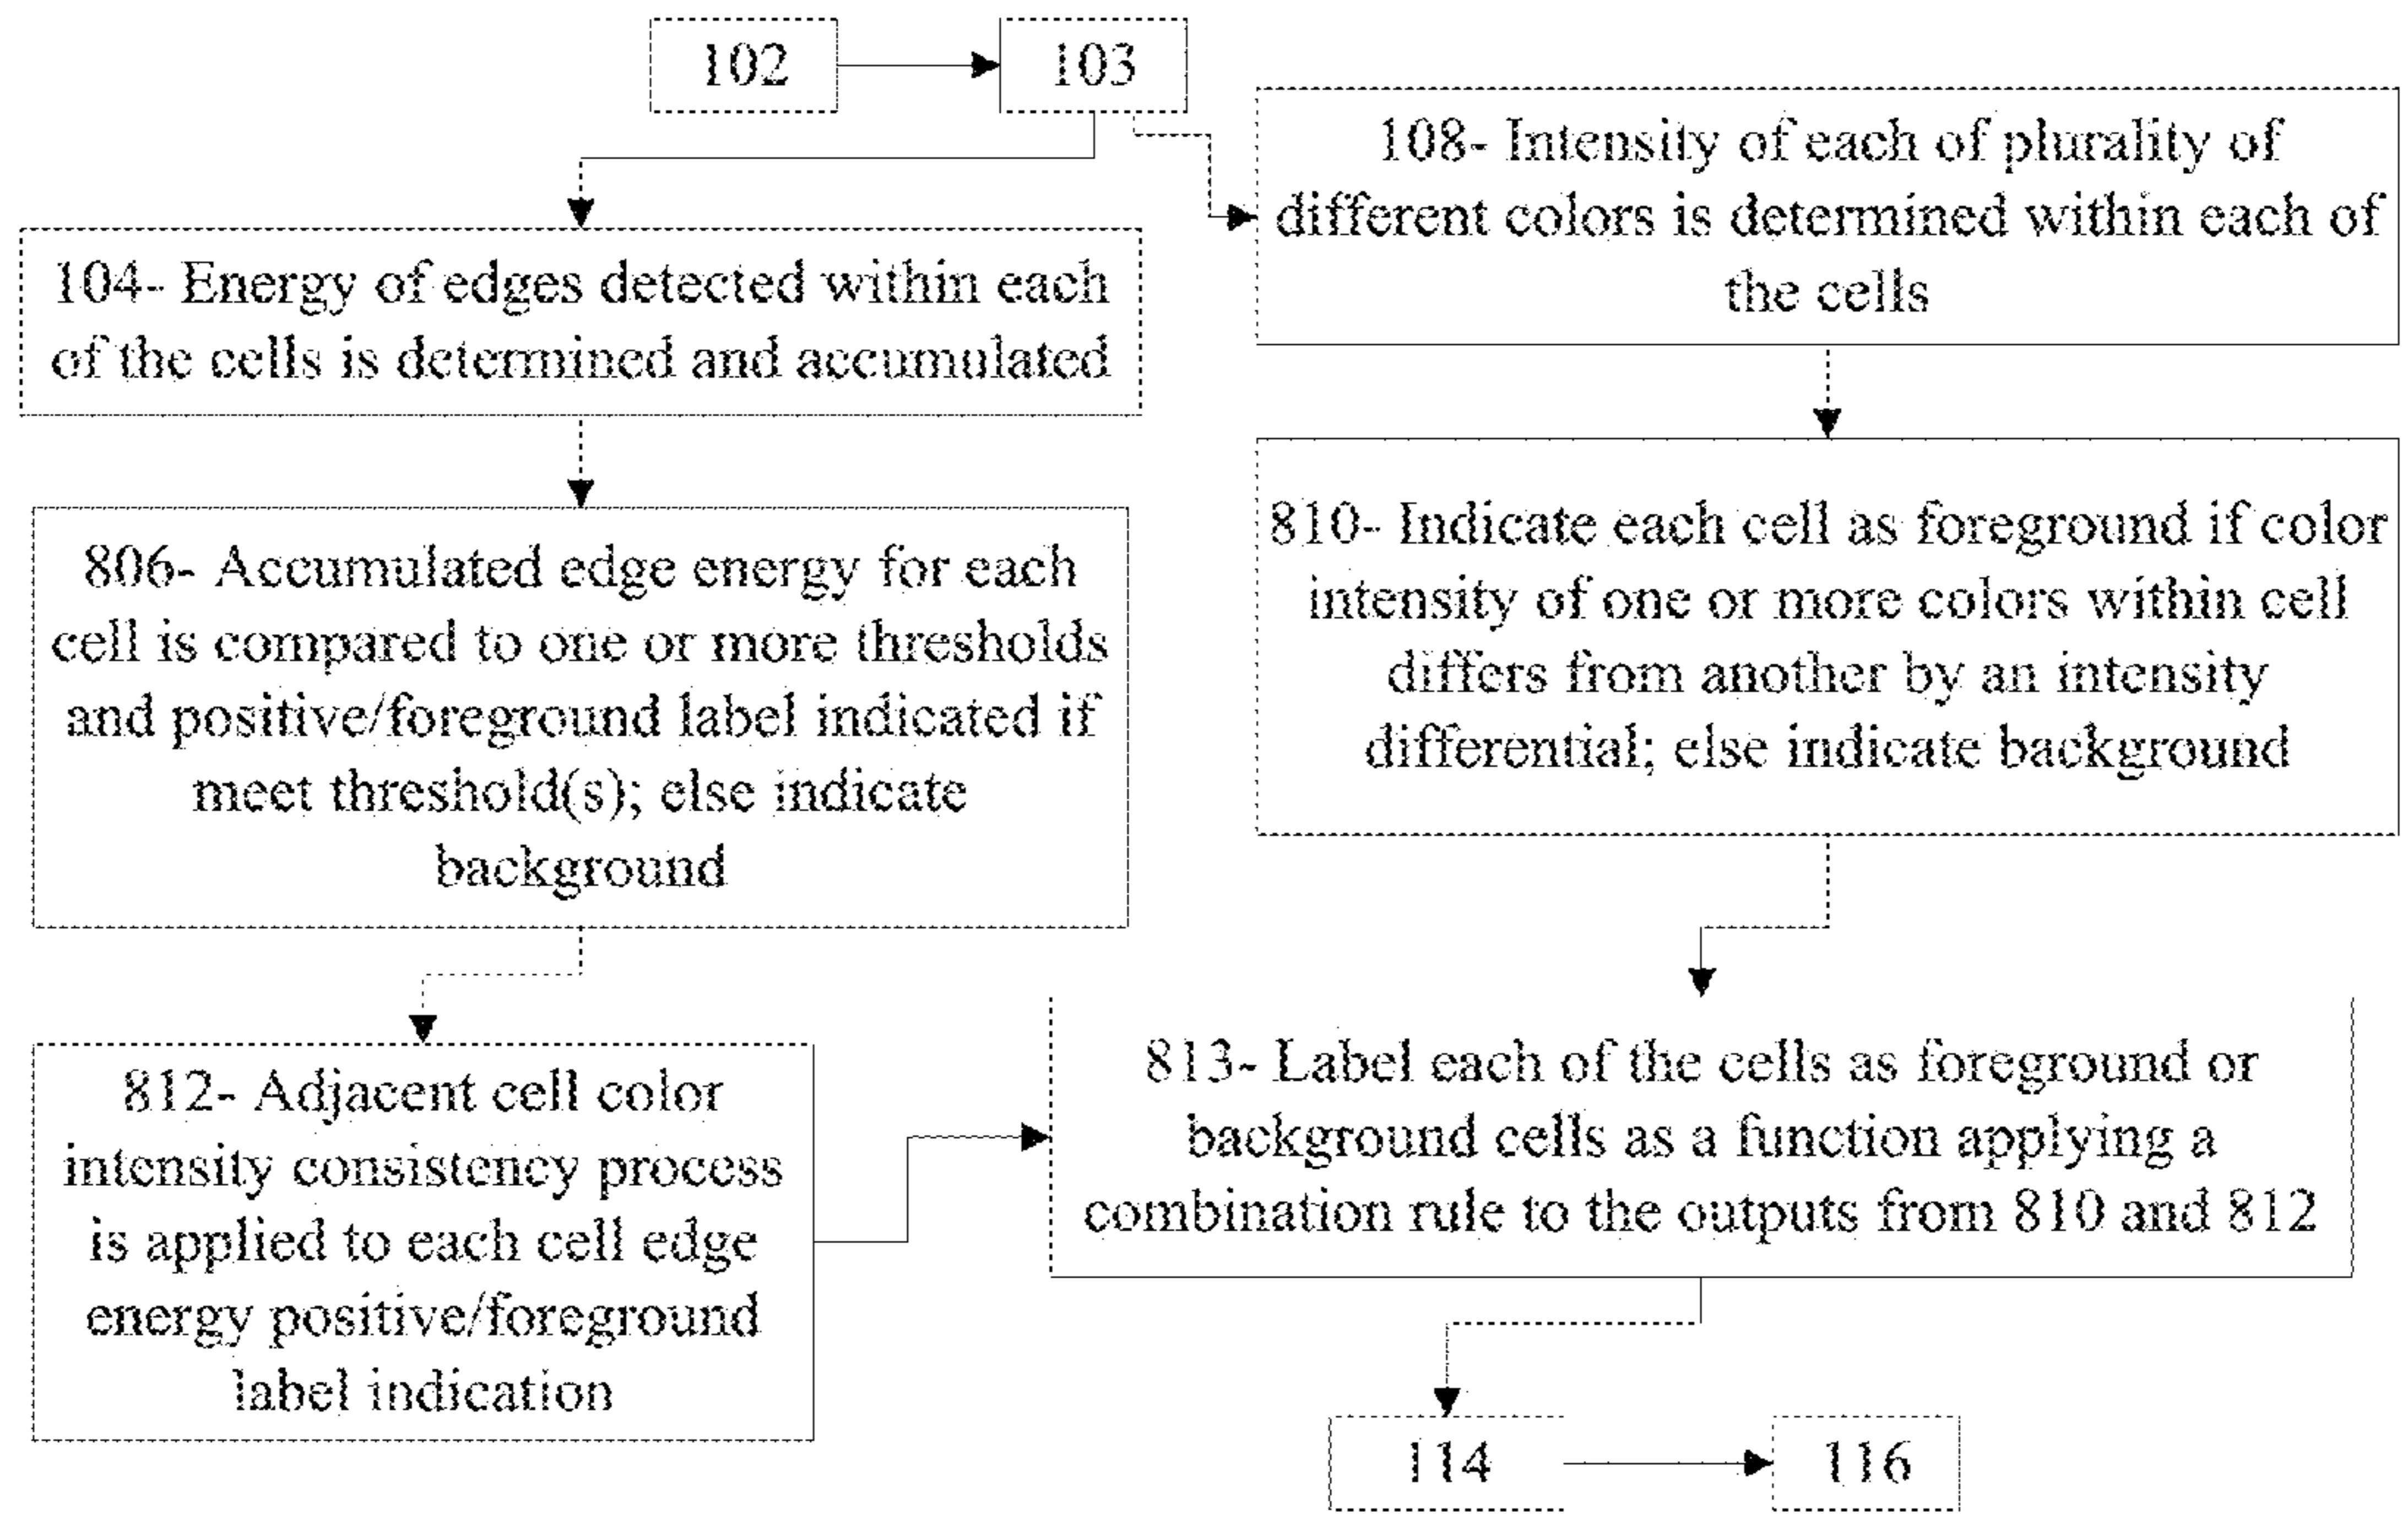 102
103
108- Intensity of each of plurality of
different colors is determined within each of
the cells
104- Energy of edges detected within each
of the cells is determined and accumulated
806- Accumulated edge energy for each
cell is compared to one or more thresholds
and positive/foreground label indicated if
meet threshold(s); else indicate
background
810- Indicate each cell as foreground if color
intensity of one or more colors within cell
differs from another by an intensity
differential; else indicate background
812- Adjacent cell color
intensity consistency process
is applied to each cell edge
energy positive/foreground
label indication
813- Label each of the cells as foreground or
background cells as a function applying a
combination rule to the outputs from 810 and 812
114
116